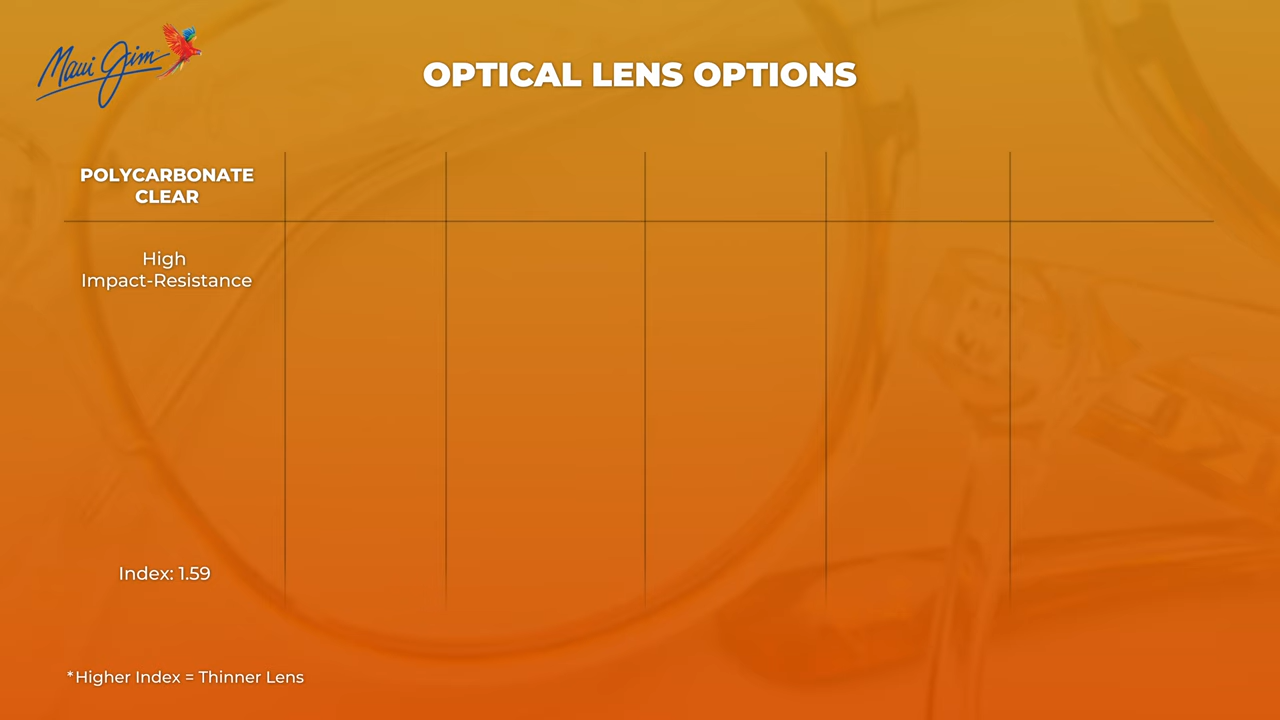 Maui Jim
OPTICAL LENS OPTIONS
POLYCARBONATE
CLEAR
High
Impact-Resistance
Index: 1.59
*Higher Index = Thinner Lens